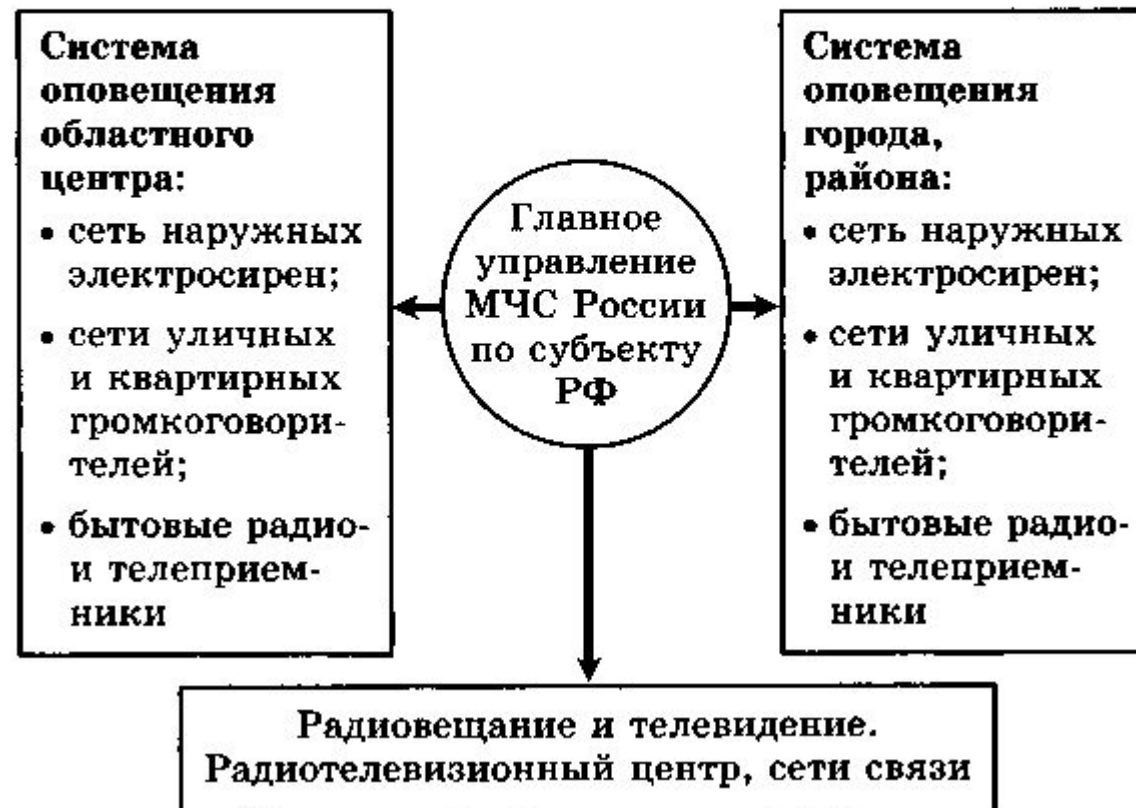 Система
оповещения
областного
центра:
• сеть наружных
электросирен;
• сети уличных
и квартирных
громкоговори-
телей;
• бытовые радио-
и телеприем-
ники
Главное
управление
МЧС России
по субъекту
РФ
Система
оповещения
города,
района:
• сеть наружных
электросирен;
• сети уличных
и квартирных
громкоговори-
телей;
• бытовые радио-
и телеприем-
ники
Радиовещание и телевидение.
Радиотелевизионный центр, сети связи